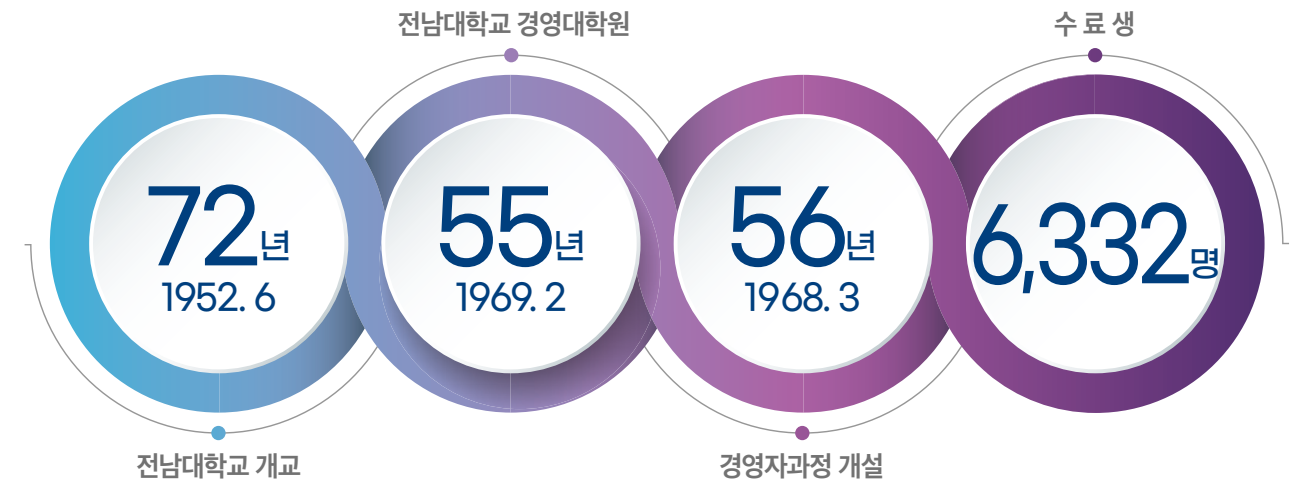 전남대학교 경영대학원
수 료 생
72년
1952. 6
55년
1969. 2
56년
1968. 3
6,332명
전남대학교 개교
경영자과정 개설